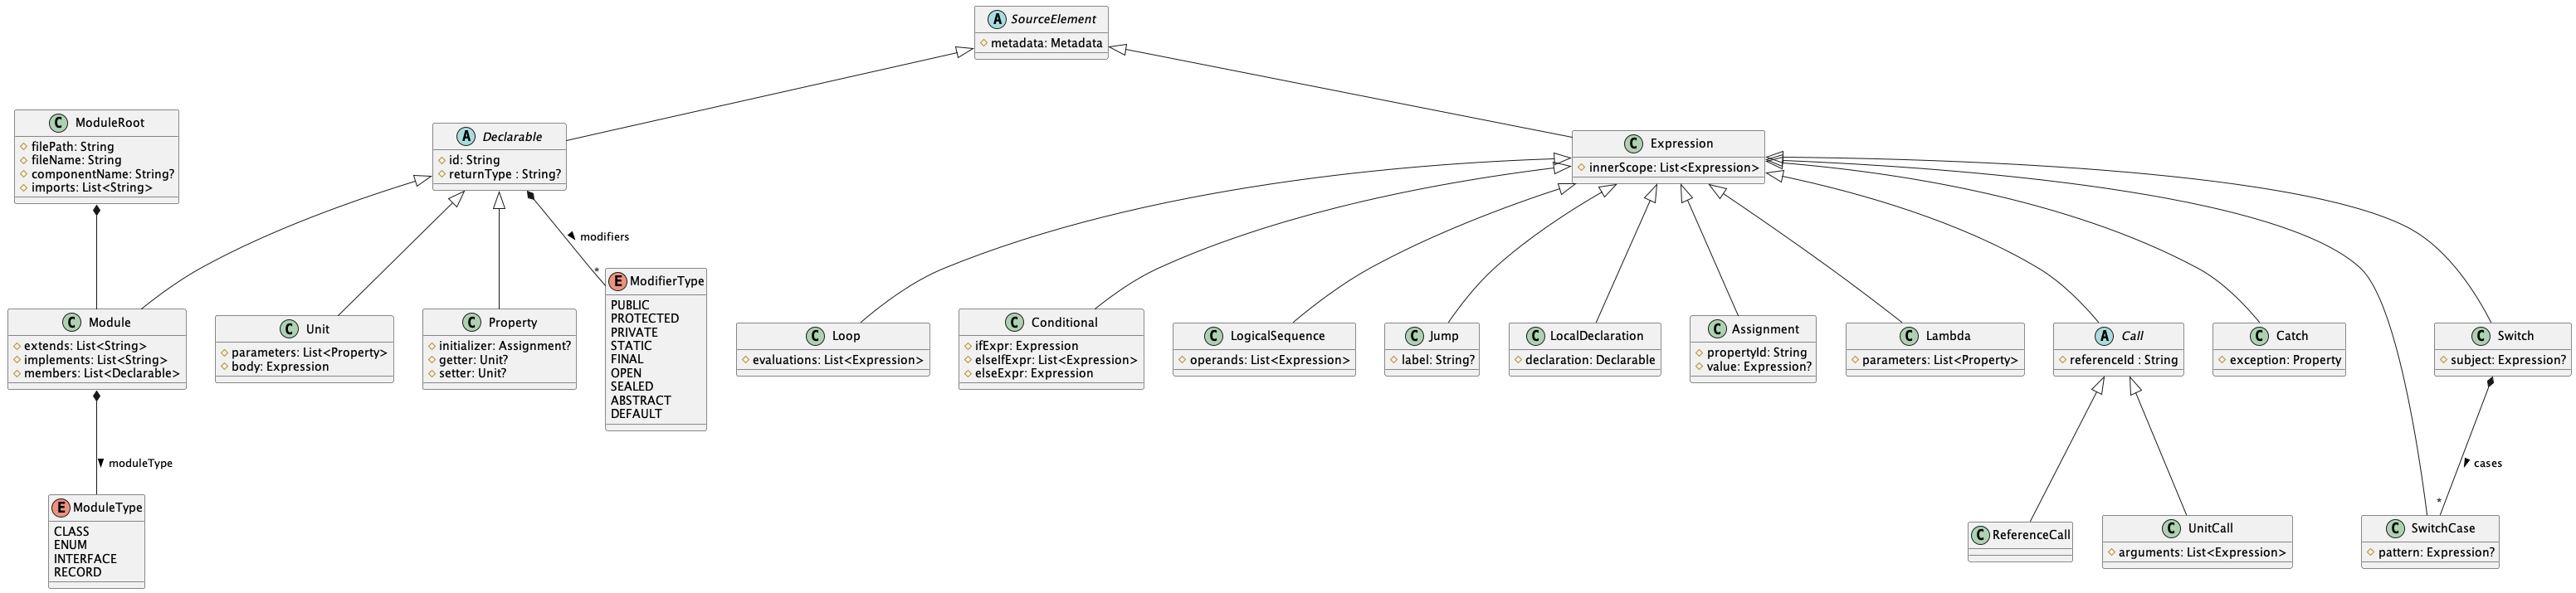 A SourceElement
metadata: Metadata
C ModuleRoot
filePath: String
fileName: String
componentName: String?
imports: List<String>
A Declarable
id: String
returnType : String?
C Expression
innerScope: List<Expression>
modifiers
*
E ModifierType
PUBLIC
PROTECTED
PRIVATE
STATIC
FINAL
OPEN
SEALED
ABSTRACT
DEFAULT
C Module
extends: List<String>
implements: List<String>
members: List<Declarable>
C Unit
parameters: List<Property>
body: Expression
C Property
initializer: Assignment?
getter: Unit?
setter: Unit?
C Loop
evaluations: List<Expression>
C Conditional
ifExpr: Expression
elseIfExpr: List<Expression>
elseExpr: Expression
C LogicalSequence
operands: List<Expression>
C Jump
label: String?
C LocalDeclaration
declaration: Declarable
C Assignment
propertyId: String
value: Expression?
C Lambda
parameters: List<Property>
A Call
referenceId : String
C Catch
exception: Property
C Switch
subject: Expression?
moduleType
cases
*
E ModuleType
CLASS
ENUM
INTERFACE
RECORD
C ReferenceCall
C UnitCall
arguments: List<Expression>
C SwitchCase
pattern: Expression?